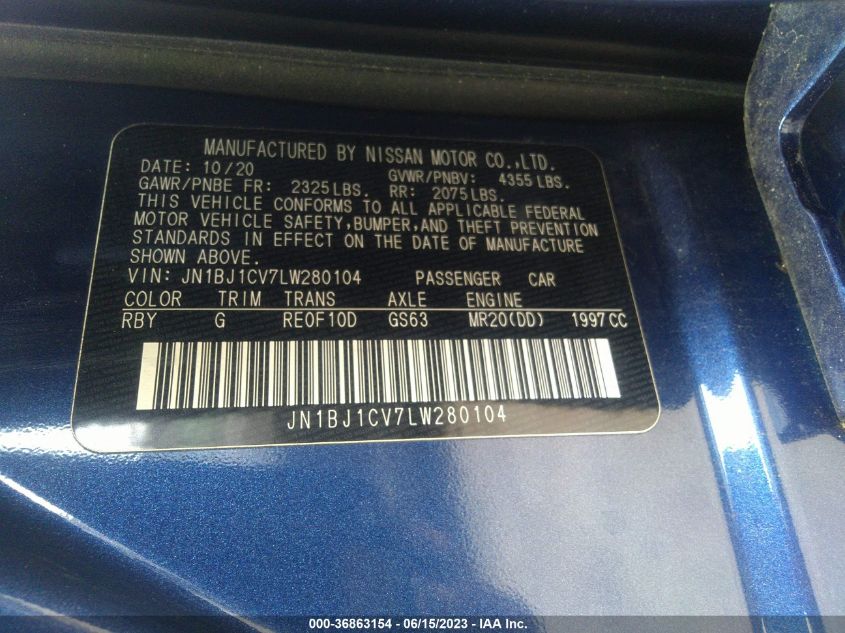 MANUFACTURED BY NISSAN MOTOR CO.,LTD.
DATE: 10/20 GVWR/PNBV: 4355 LBS.
GAWR/PNBE FR: 2325 LBS. RR: 2075 LBS.
THIS VEHICLE CONFORMS TO ALL APPLICABLE FEDERAL
MOTOR VEHICLE SAFETY, BUMPER, AND THEFT PREVENTION
STANDARDS IN EFFECT ON THE DATE OF MANUFACTURE
SHOWN ABOVE.
VIN: JN1BJ1CV7LW280104 PASSENGER CAR
COLOR TRIM TRANS AXLE ENGINE
RBY G RE0F10D GS63 MR20(DD) 1997 CC
JN1BJ1CV7LW280104
000-36863154 - 06/15/2023 - IAA Inc.